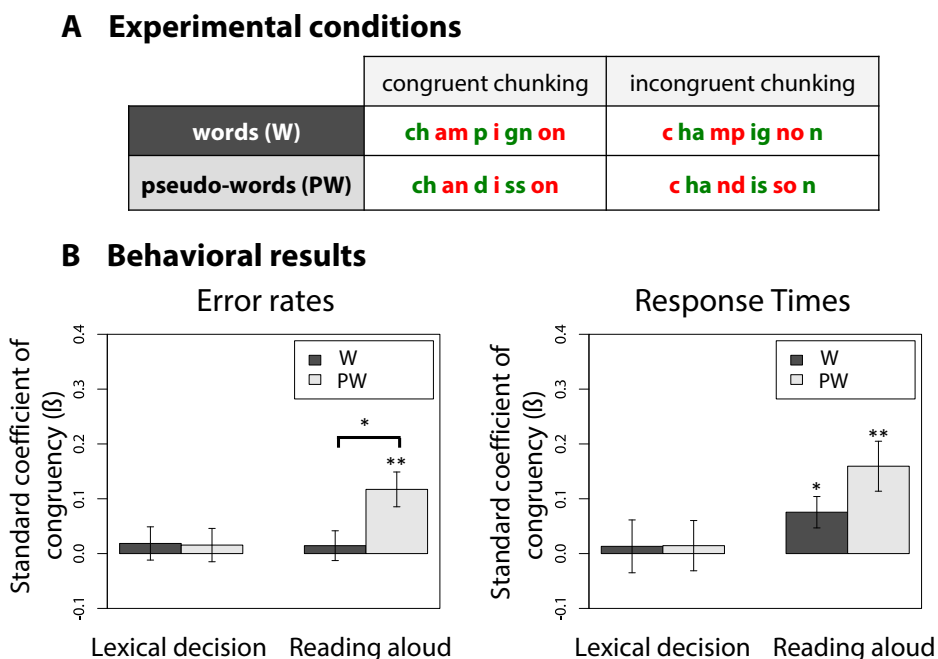 A Experimental conditions
congruent chunking incongruent chunking
words (W) ch am p i gn on c ha mp ig no n
pseudo-words (PW) ch an d i ss on c ha nd is so n
B Behavioral results
Error rates
Standard coefficient of
congruency (ß)
0.4
0.3
0.2
0.1
0.0
-0.1
W
PW
*
**
Lexical decision Reading aloud
Response Times
Standard coefficient of
congruency (ß)
0.4
0.3
0.2
0.1
0.0
-0.1
W
PW
**
*
Lexical decision Reading aloud